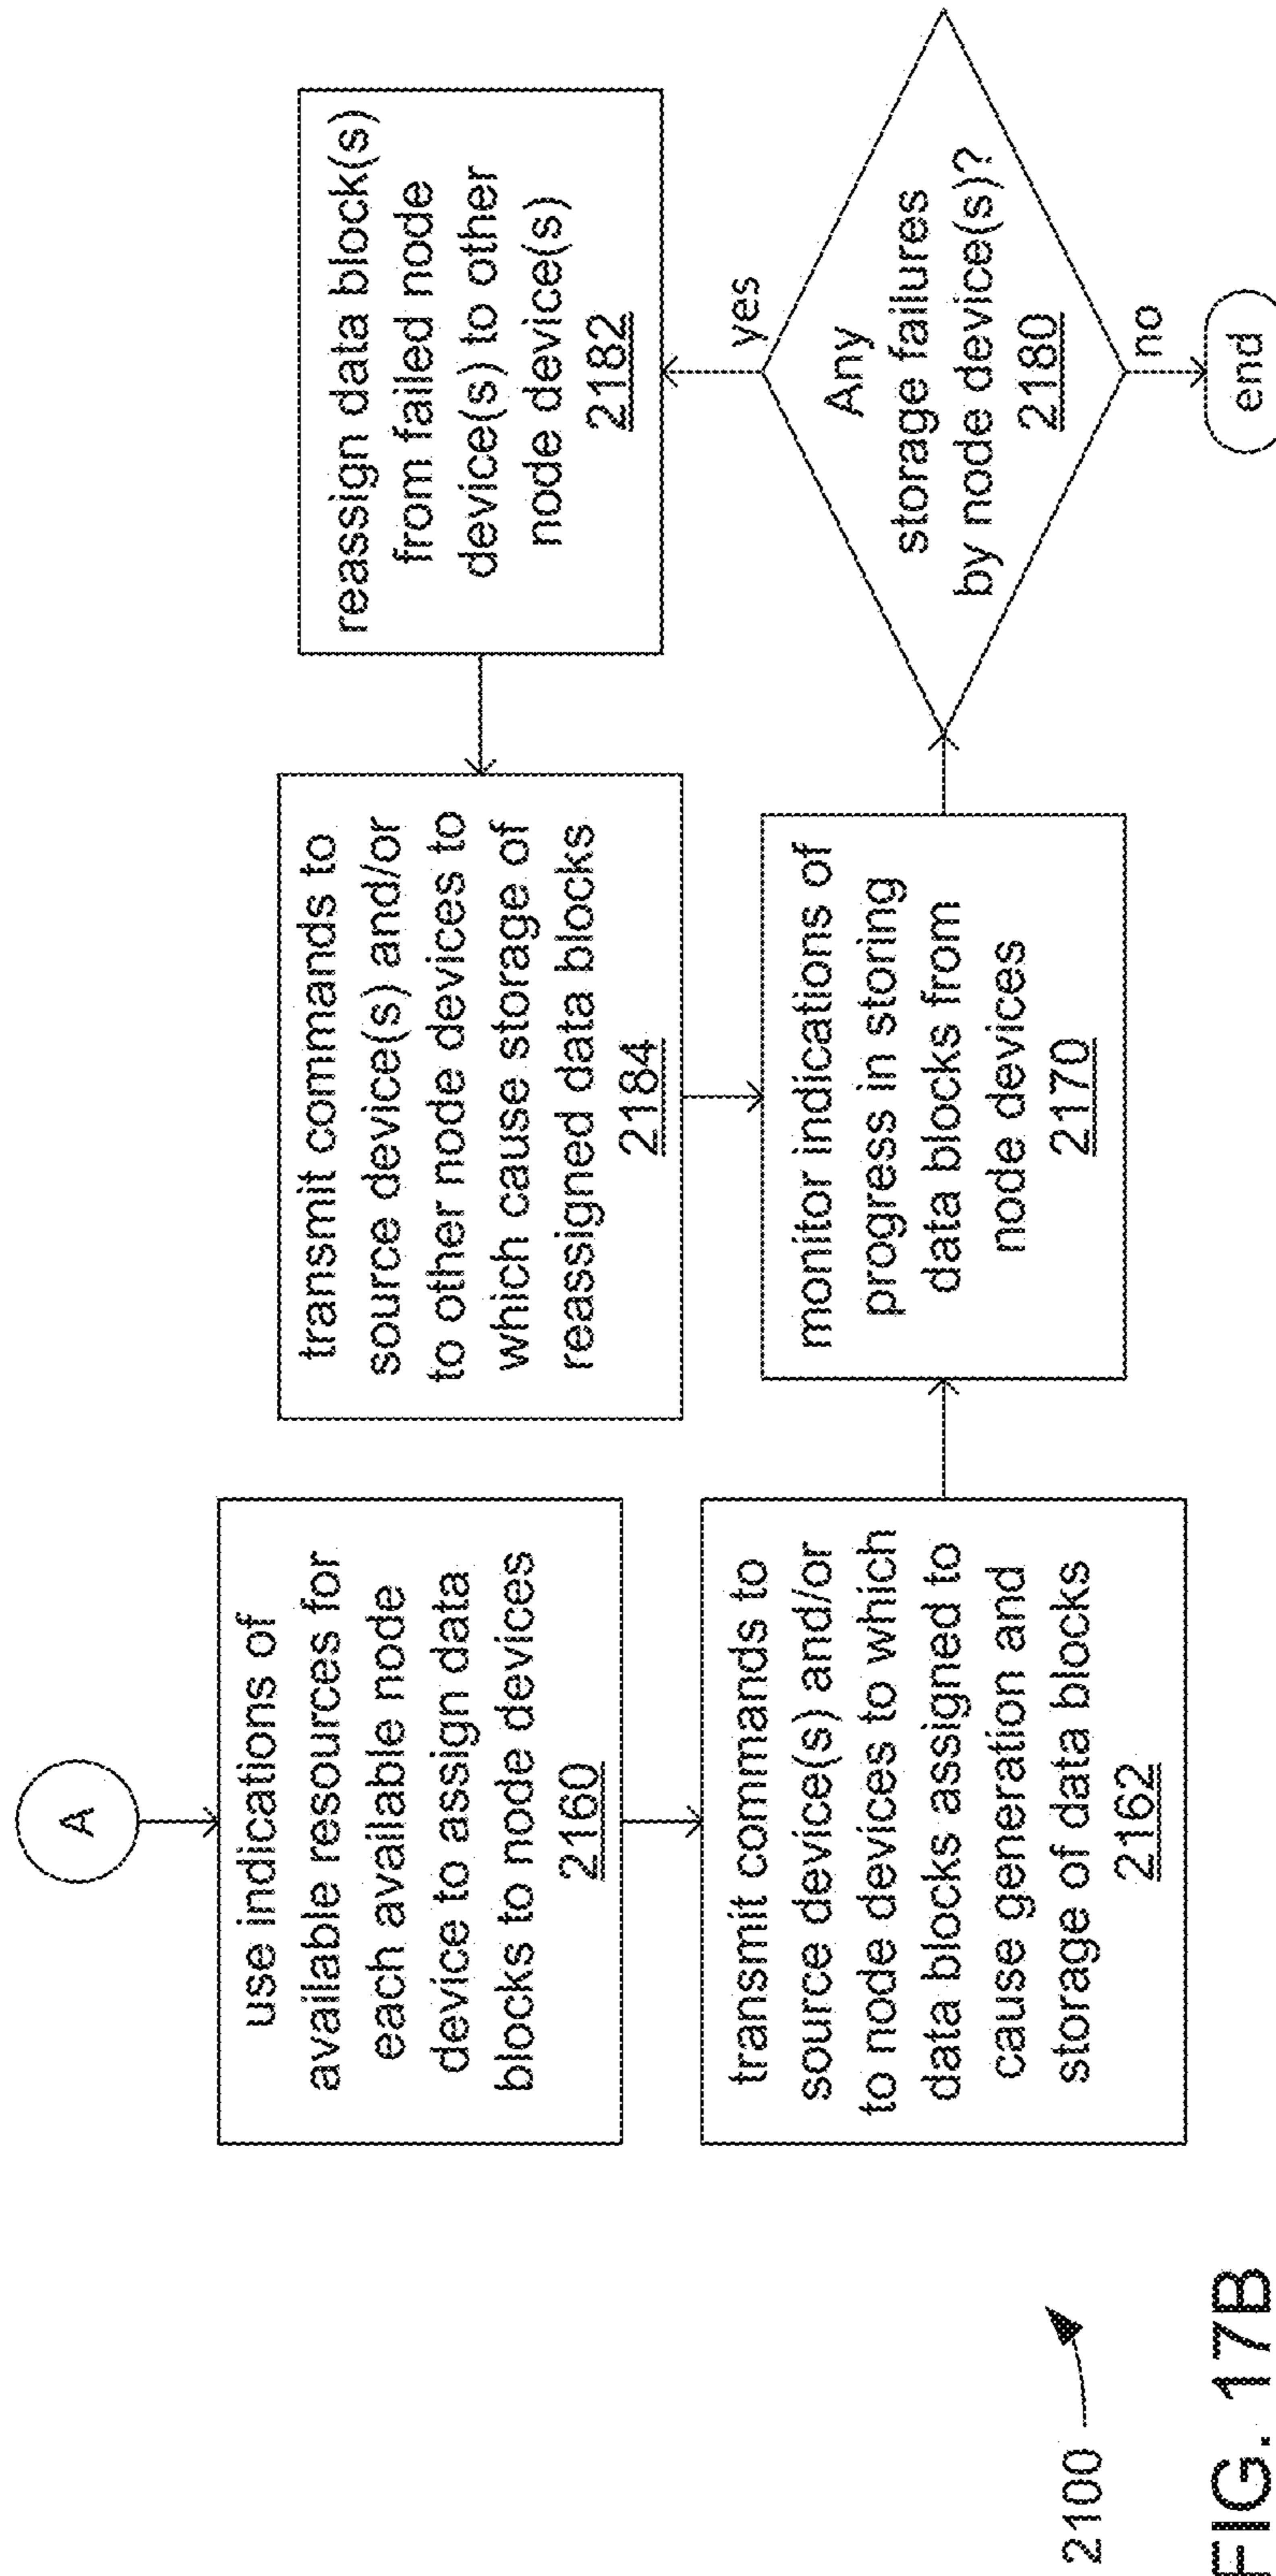 A
use indications of
available resources for
each available node
device to assign data
blocks to node devices
2160
transmit commands to
source device(s) and/or
to node devices to which
data blocks assigned to
cause generation and
storage of data blocks
2162
transmit commands to
source device(s) and/or
to other node devices to
which cause storage of
reassigned data blocks
2184
monitor indications of
progress in storing
data blocks from
node devices
2170
reassign data block(s)
from failed node
device(s) to other
node device(s)
2182
yes
Any
storage failures
by node device(s)?
2180
no
end
2100
FIG. 17B